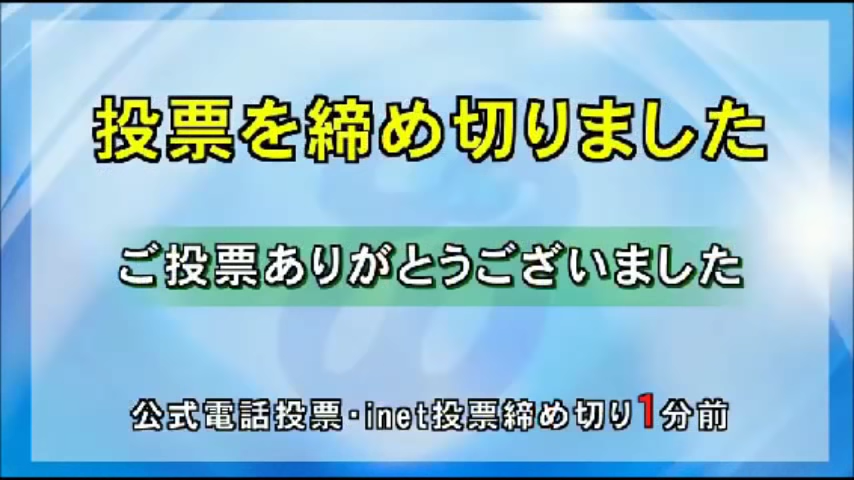 投票を締め切りました
ご投票ありがとうございました
公式電話投票・inet投票締め切り1分前